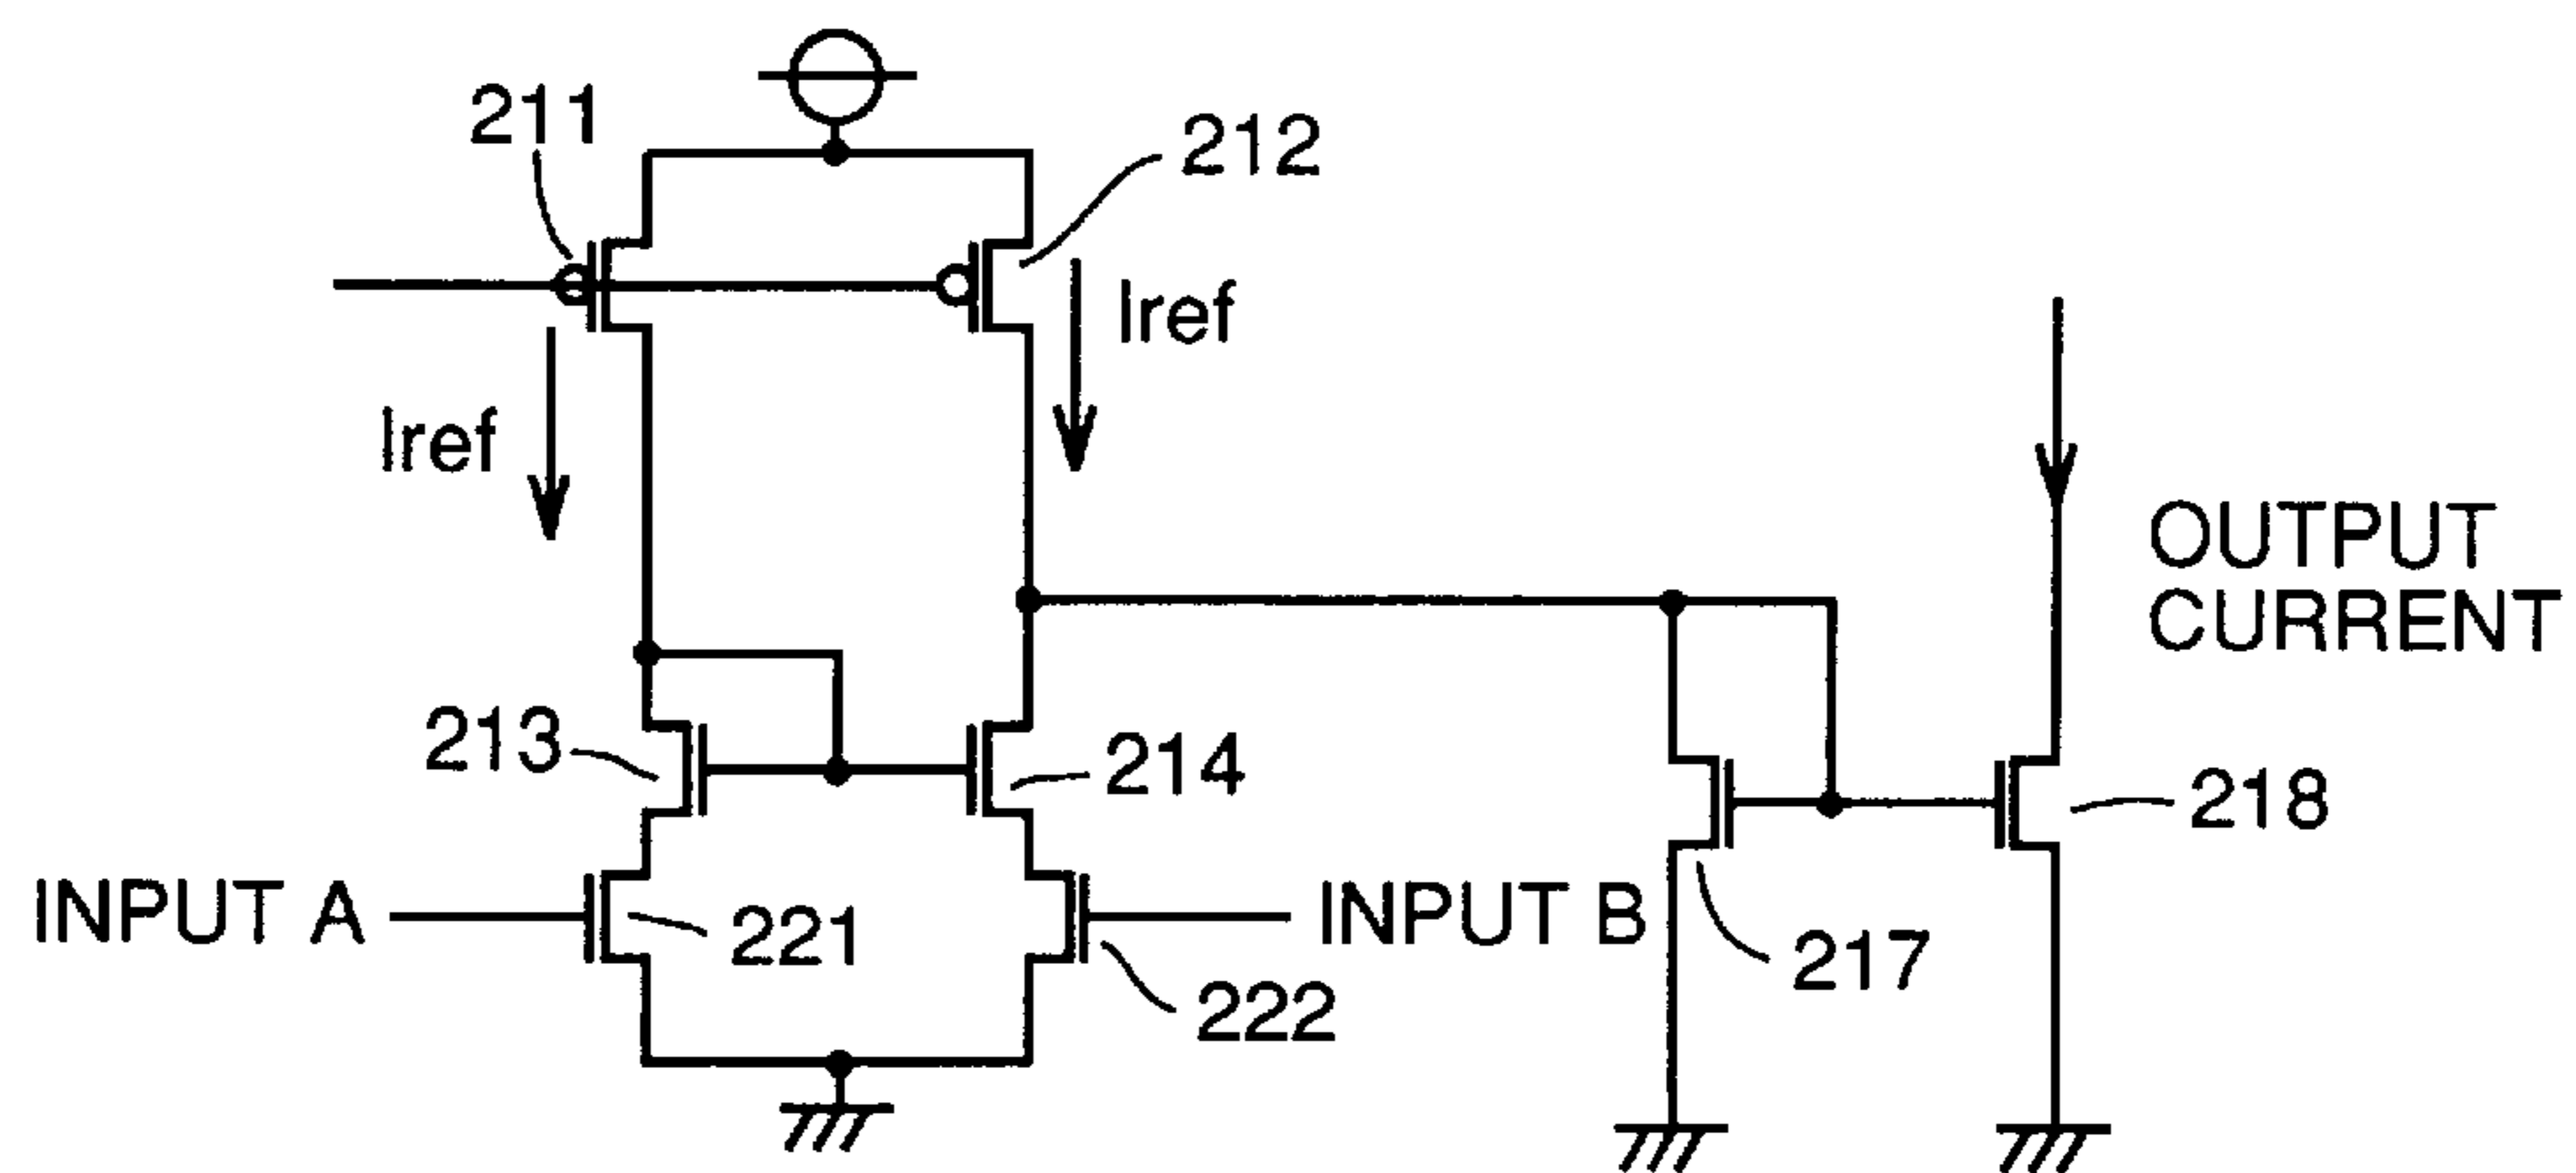 211
212
Iref
Iref
OUTPUT
CURRENT
213
214
218
INPUT A
221
INPUT B
217
222